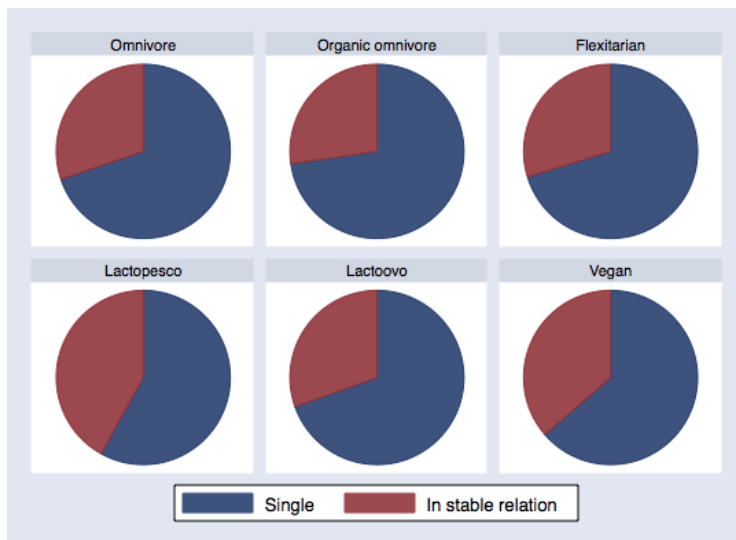 Omnivore
Organic omnivore
Flexitarian
Lactopesco
Lactoovo
Vegan
Single
In stable relation